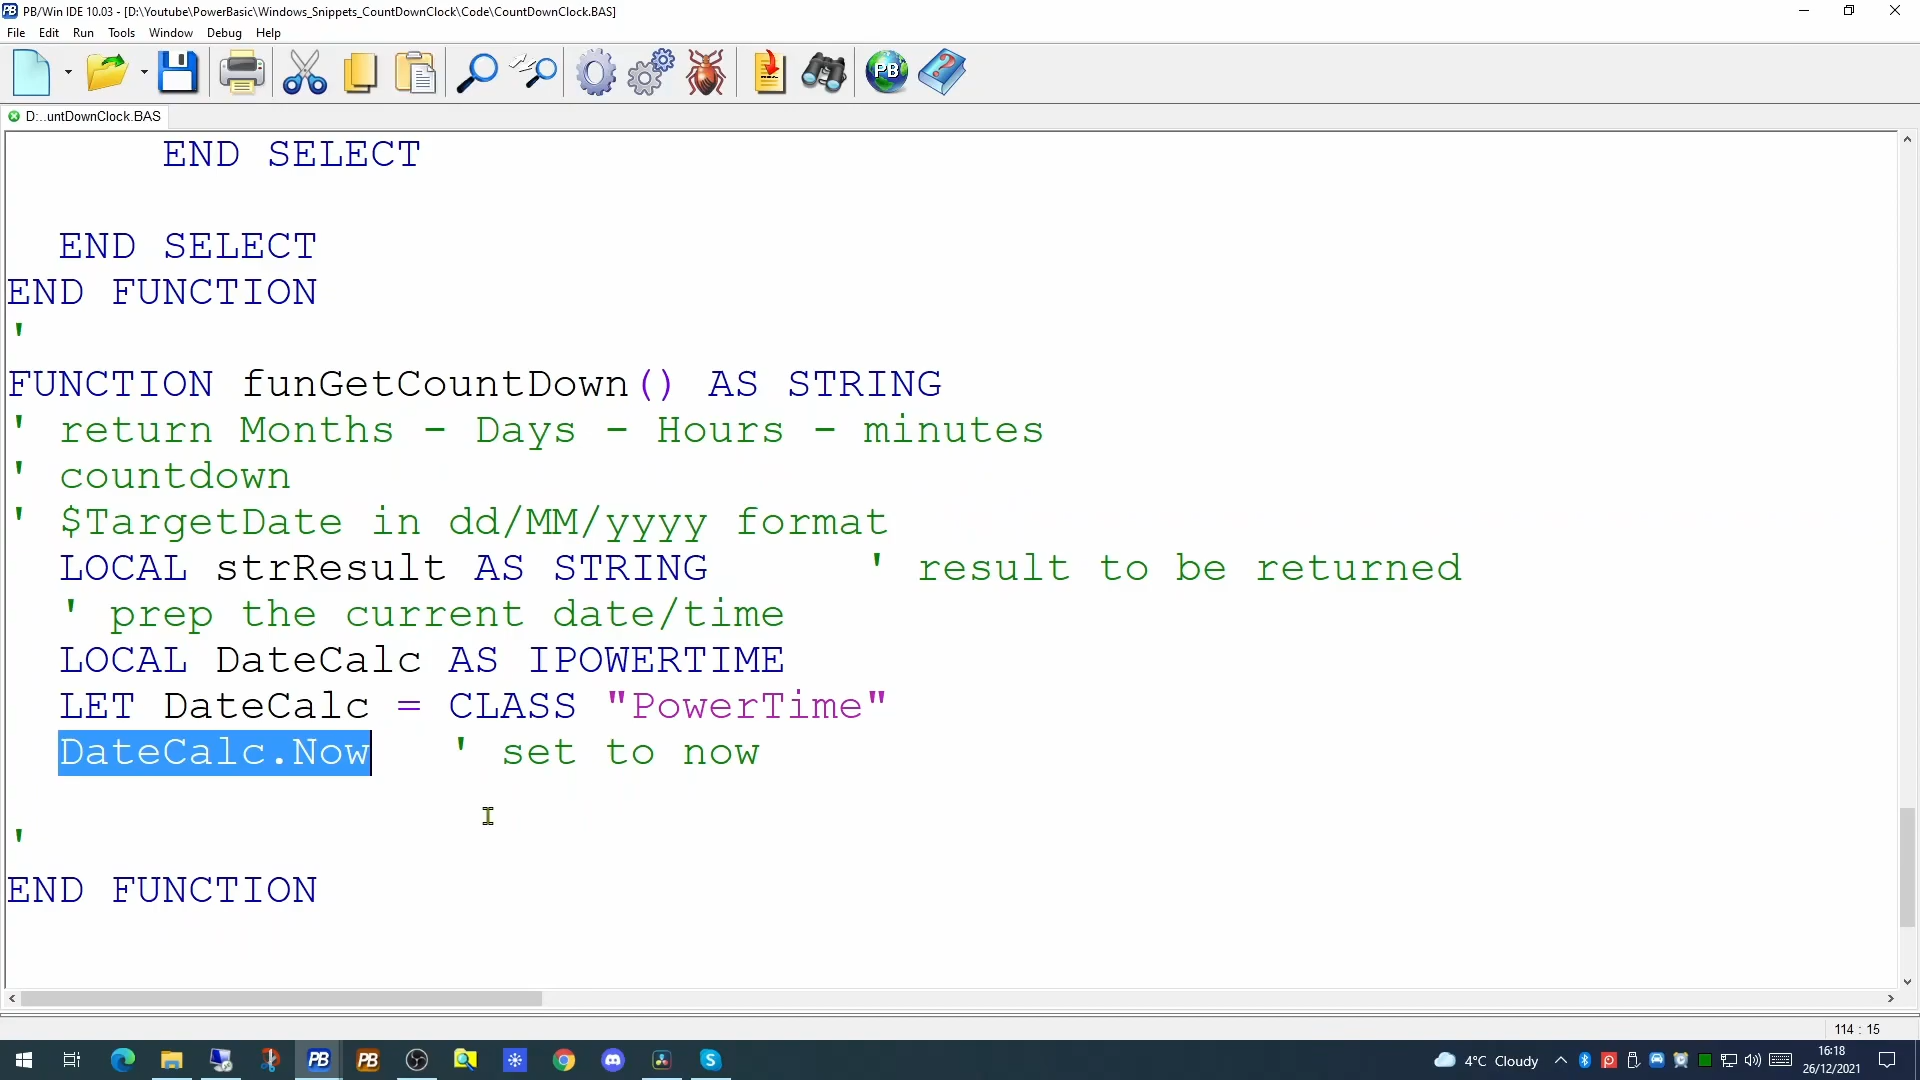 PB/Win IDE 10.03 - [D:\Youtube\PowerBasic\Windows_Snippets_CountDownClock\Code\CountDownClock.BAS]
File Edit Run Tools Window Debug Help
PB
D:..untDownClock.BAS
END SELECT
END SELECT
END FUNCTION
'
FUNCTION funGetCountDown() AS STRING
' return Months - Days - Hours - minutes
' countdown
' $TargetDate in dd/MM/yyyy format
LOCAL strResult AS STRING ' result to be returned
' prep the current date/time
LOCAL DateCalc AS IPOWERTIME
LET DateCalc = CLASS "PowerTime"
DateCalc.Now ' set to now
'
END FUNCTION
114 : 15
PB PB 4°C Cloudy 16:18
26/12/2021